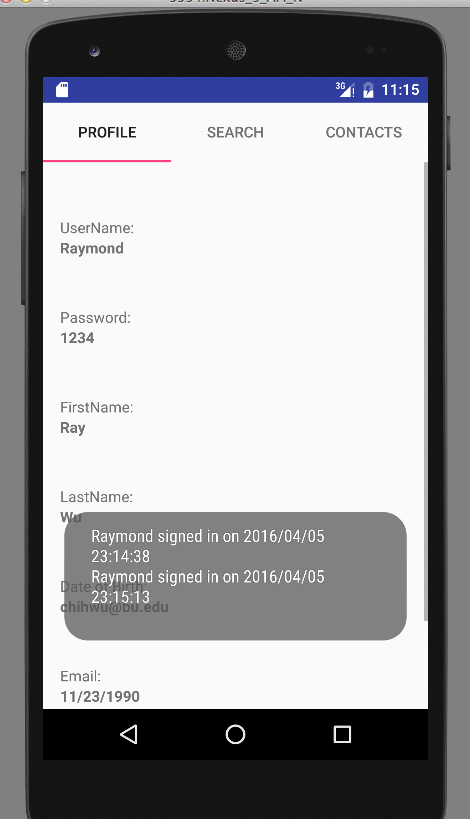 3G 11:15
PROFILE SEARCH CONTACTS
UserName:
Raymond
Password:
1234
FirstName:
Ray
LastName:
Wu
Raymond signed in on 2016/04/05
23:14:38
Raymond signed in on 2016/04/05
23:15:13
Date of Birth:
chihwu@bu.edu
Email:
11/23/1990